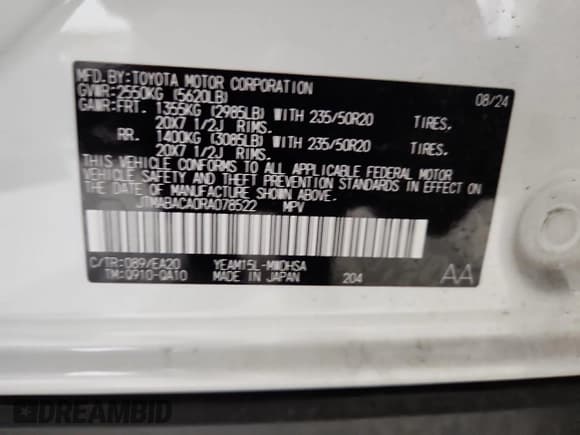 MFD.BY:TOYOTA MOTOR CORPORATION 08/24
GVWR:2550KG (5620LB)
GAWR:FRT. 1355KG (2985LB) WITH 235/50R20 TIRES,
20X7 1/2J RIMS.
RR. 1400KG (3085LB) WITH 235/50R20 TIRES,
20X7 1/2J RIMS.
THIS VEHICLE CONFORMS TO ALL APPLICABLE FEDERAL MOTOR
VEHICLE SAFETY AND THEFT PREVENTION STANDARDS IN EFFECT ON
THE DATE OF MANUFACTURE SHOWN ABOVE.
JTMABACA0RA078522 MPV
C/TR:089/EA20 YEAM15L-MWDHSA
TM:Q910-QA10 MADE IN JAPAN 204 AA
DREAMBID